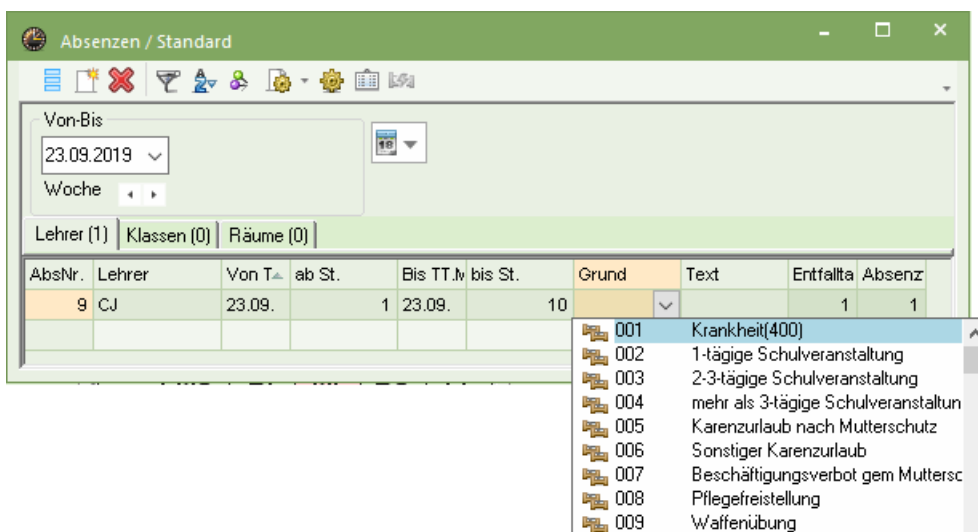 Absenzen / Standard
Von-Bis
23.09.2019
18
Woche
Lehrer (1) Klassen (0) Räume (0)
AbsNr. Lehrer Von T ab St. Bis TT.M bis St. Grund Text Entfallta Absenz
9 CJ 23.09. 1 23.09. 10 1 1
001 Krankheit(400)
002 1-tägige Schulveranstaltung
003 2-3-tägige Schulveranstaltung
004 mehr als 3-tägige Schulveranstaltun
005 Karenzurlaub nach Mutterschutz
006 Sonstiger Karenzurlaub
007 Beschäftigungsverbot gem Muttersc
008 Pflegefreistellung
009 Waffenübung